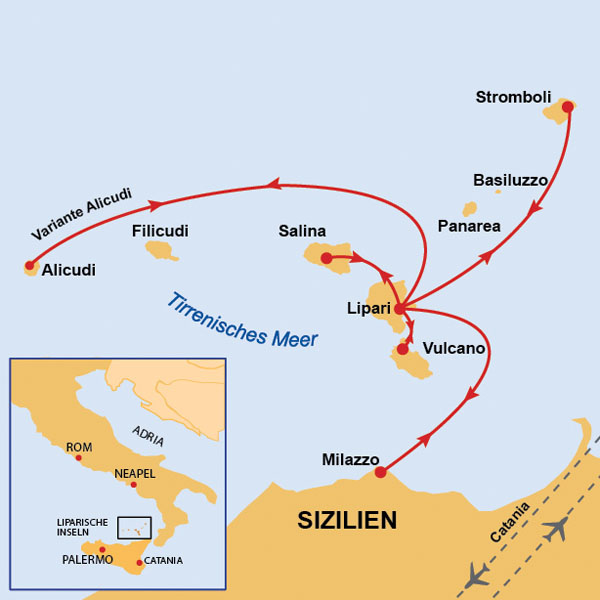 Stromboli
Basiluzzo
Variante Alicudi
Panarea
Filicudi
Salina
Alicudi
Lipari
Tirrenisches Meer
Vulcano
Milazzo
SIZILIEN
Catania
ADRIA
ROM
NEAPEL
LIPARISCHE
INSELN
PALERMO
CATANIA